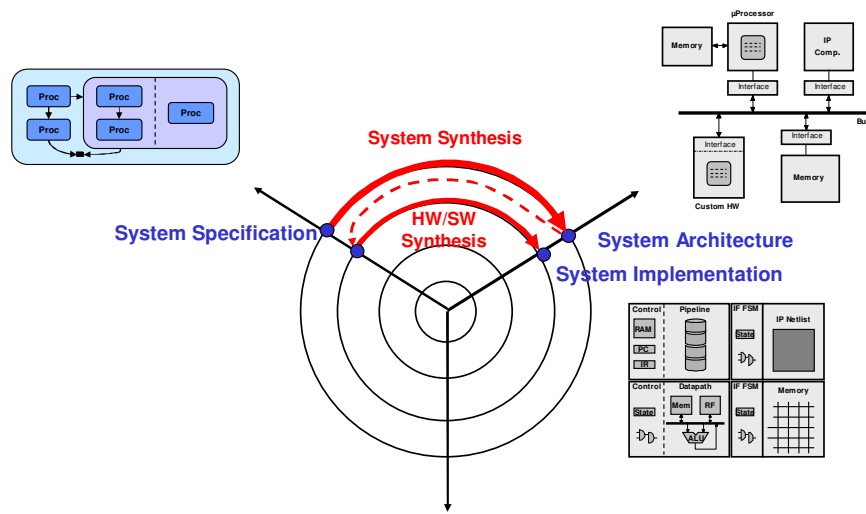 µProcessor
Memory
IP
Comp.
Interface
Interface
Bu
Interface
Interface
Memory
Custom HW
Proc
Proc
Proc
Proc
Proc
System Synthesis
HW/SW
Synthesis
System Specification
System Architecture
System Implementation
Control
Pipeline
IF FSM
IP Netlist
RAM
PC
IR
State
Control
Datapath
IF FSM
Memory
State
Mem
RF
State
ALU